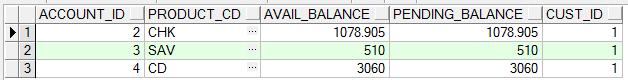 ACCOUNT_ID PRODUCT_CD AVAIL_BALANCE PENDING_BALANCE CUST_ID
1 2 CHK ... 1078.905 1078.905 1
2 3 SAV ... 510 510 1
3 4 CD ... 3060 3060 1